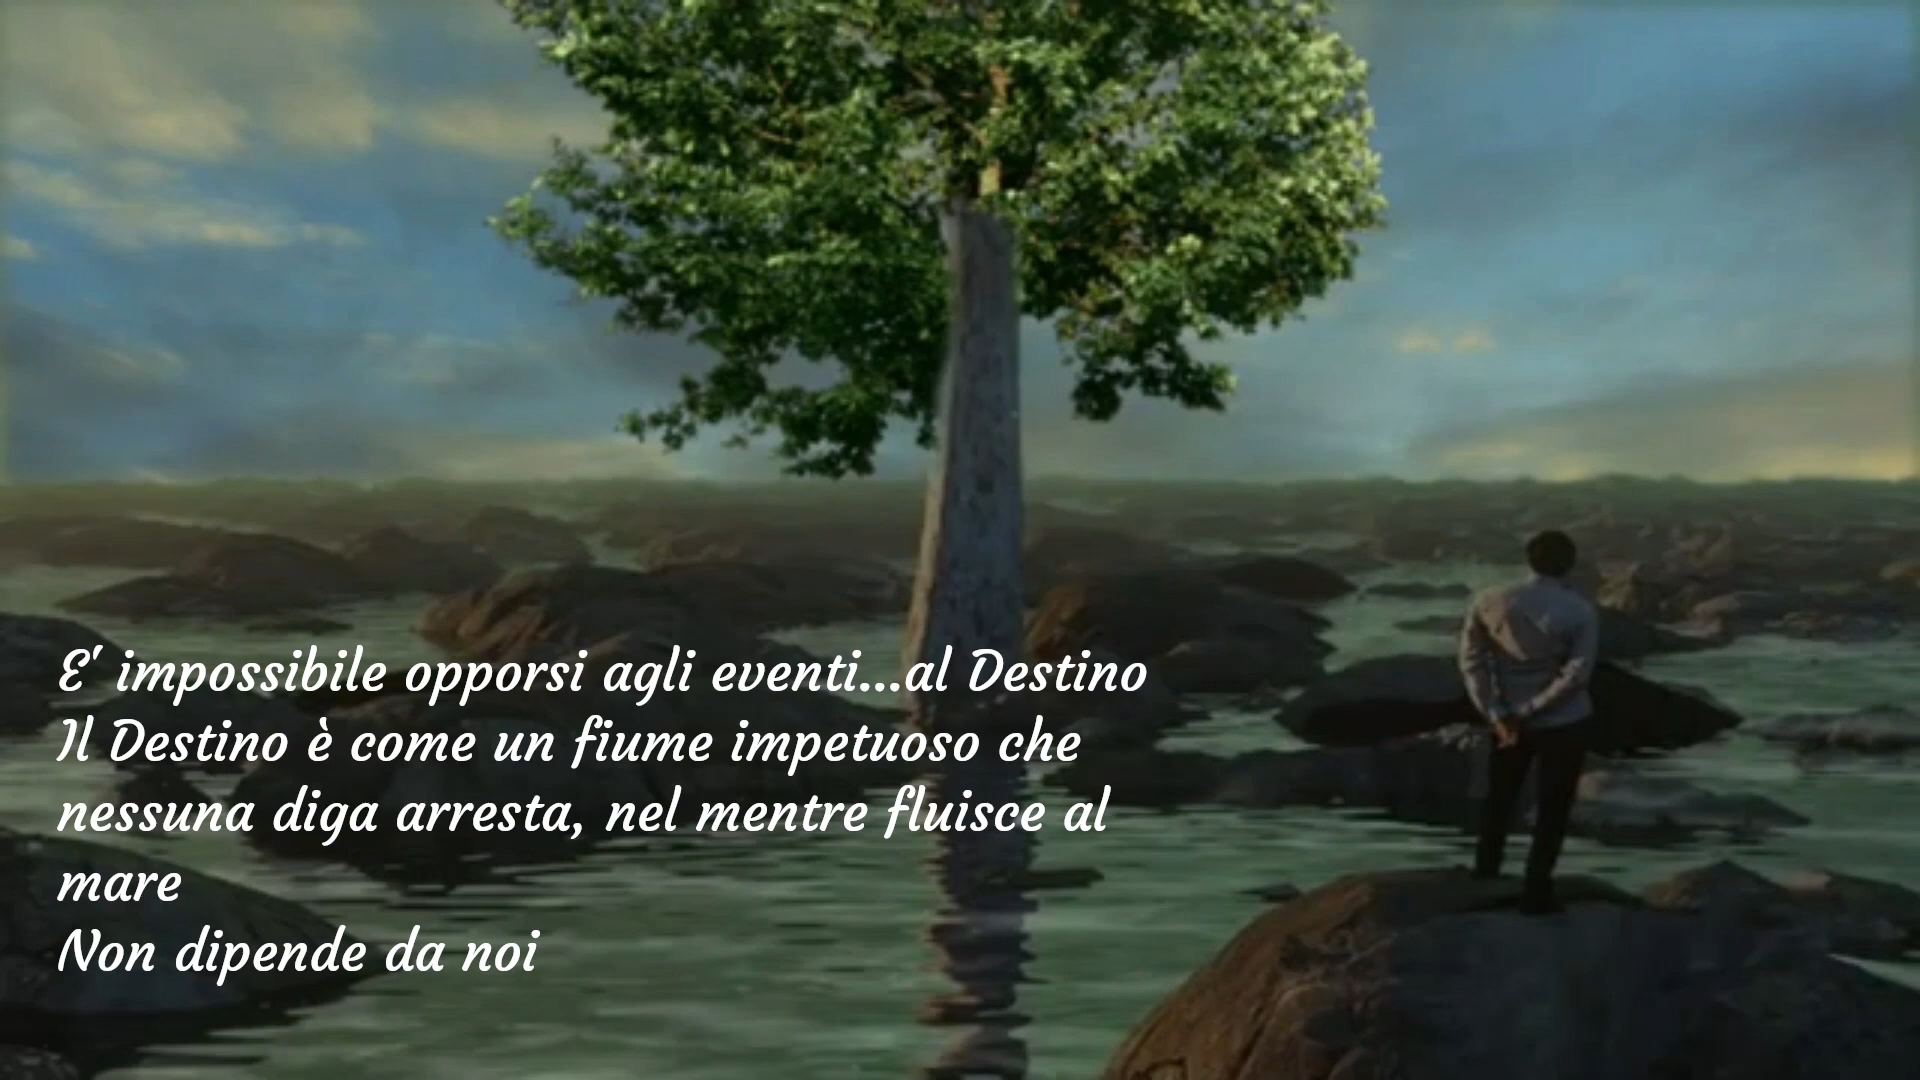 E' impossibile opporsi agli eventi...al Destino
Il Destino è come un fiume impetuoso che
nessuna diga arresta, nel mentre fluisce al
mare
Non dipende da noi